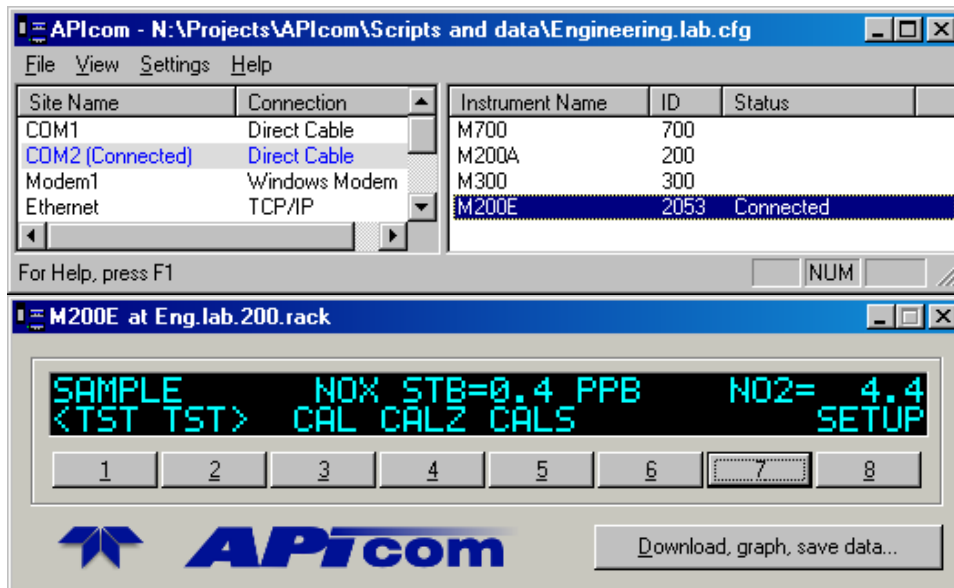 APIcom - N:\Projects\APIcom\Scripts and data\Engineering.lab.cfg
File View Settings Help
Site Name Connection Instrument Name ID Status
COM1 Direct Cable M700 700
COM2 (Connected) Direct Cable M200A 200
Modem1 Windows Modem M300 300
Ethernet TCP/IP M200E 2053 Connected
For Help, press F1 NUM
M200E at Eng.lab.200.rack
SAMPLE NOX STB=0.4 PPB NO2= 4.4
<TST TST> CAL CALZ CALS SETUP
1 2 3 4 5 6 7 8
APIcom Download, graph, save data...